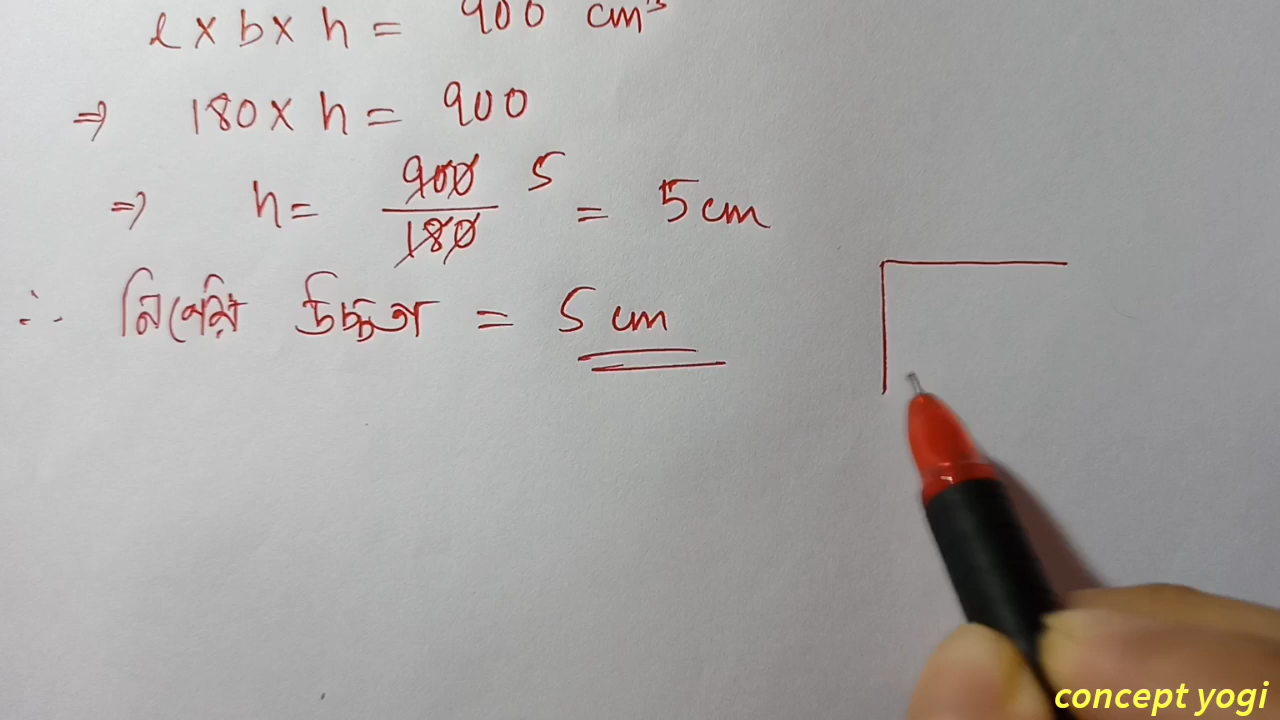 l × b × h = 900 cm³
⇒ 180 × h = 900
⇒ h = 900/180 5 = 5 cm
∴ উচ্চতা = 5 cm
concept yogi